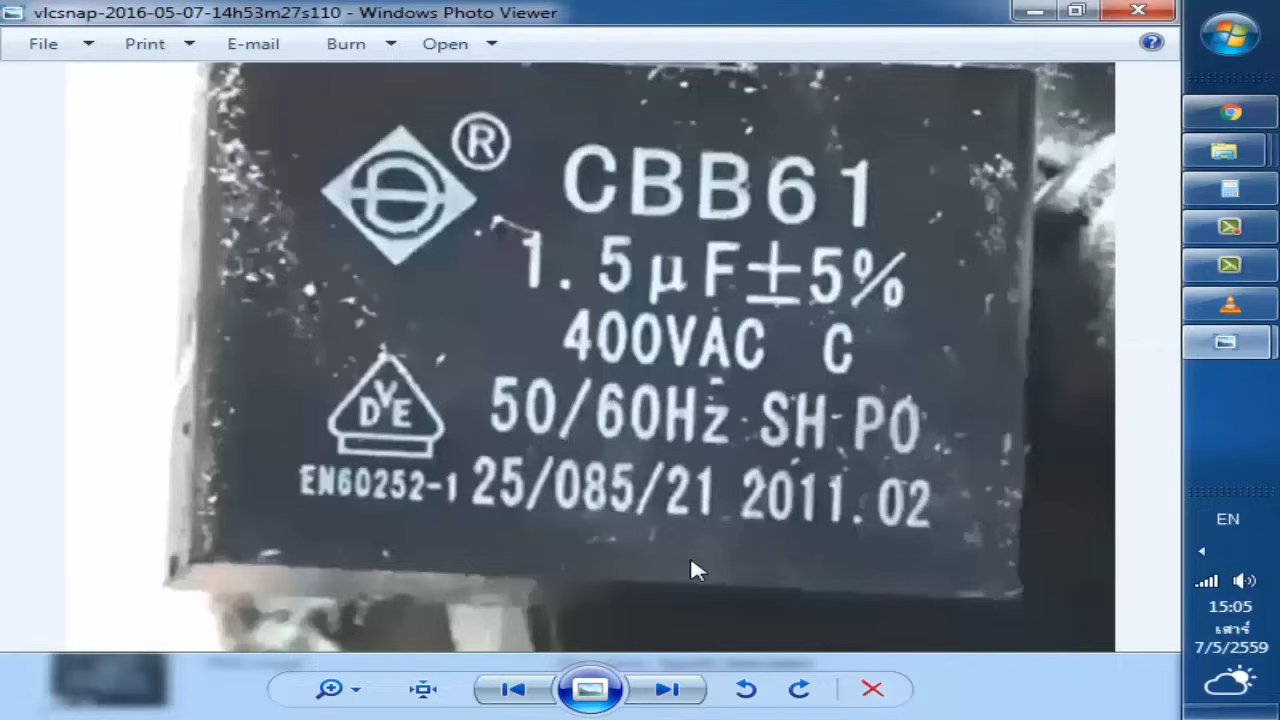 vlcsnap-2016-05-07-14h53m27s110 - Windows Photo Viewer
File Print E-mail Burn Open
®
CBB61
1.5μF±5%
400VAC C
VDE
50/60Hz SH PO
EN60252-1 25/085/21 2011.02
EN
15:05
เสาร์
7/5/2559